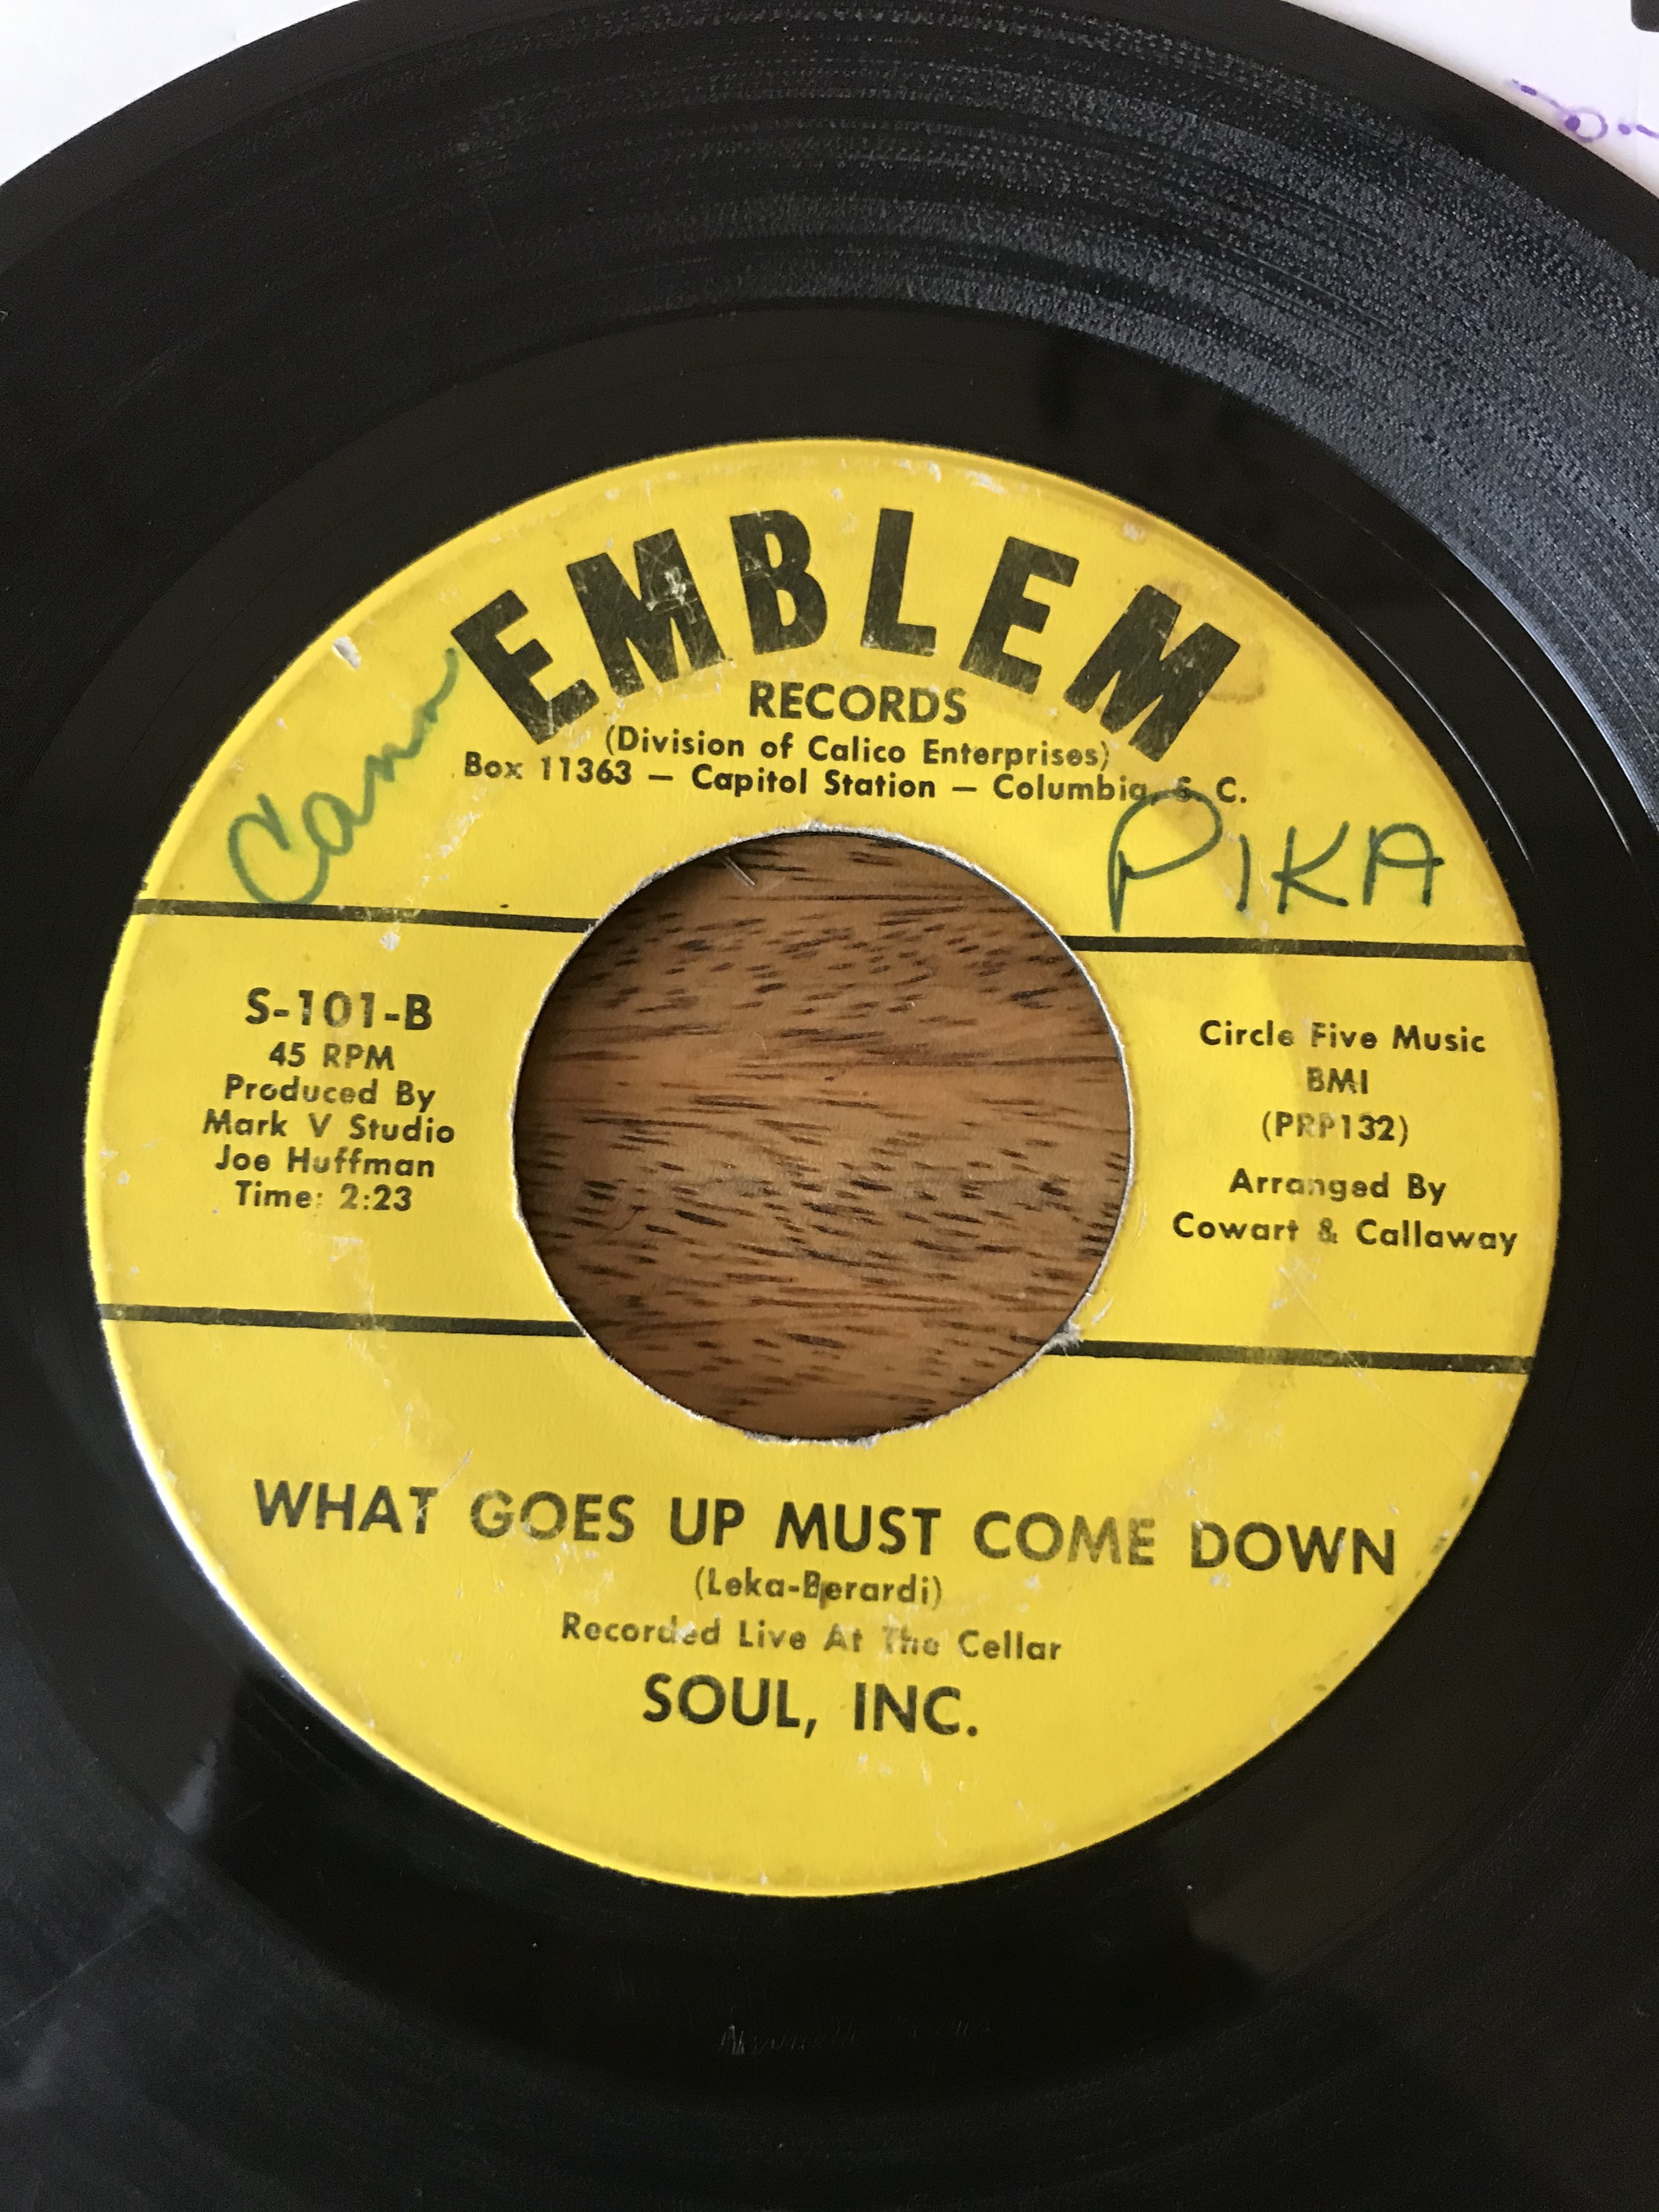 EMBLEM
RECORDS
(Division of Calico Enterprises)
Box 11363 — Capitol Station — Columbia, S. C.
PIKA
S-101-B
45 RPM
Produced By
Mark V Studio
Joe Huffman
Time: 2:23
Circle Five Music
BMI
(PRP132)
Arranged By
Cowart & Callaway
WHAT GOES UP MUST COME DOWN
(Leka-Berardi)
Recorded Live At The Cellar
SOUL, INC.